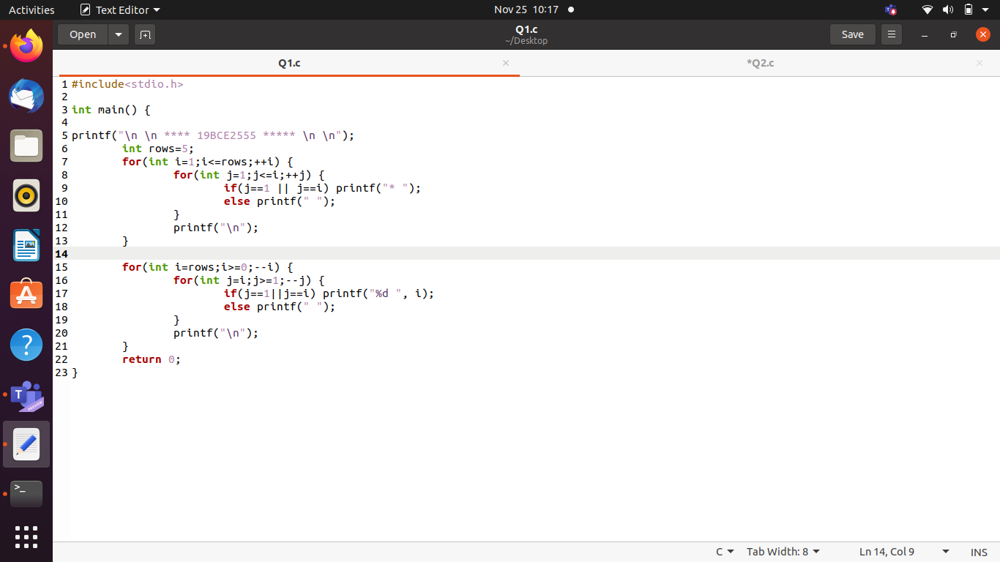 Activities Text Editor Nov 25 10:17
Open Q1.c Save
~/Desktop
Q1.c *Q2.c
1 #include<stdio.h>
2
3 int main() {
4
5 printf("\n \n **** 19BCE2555 ***** \n \n");
6 int rows=5;
7 for(int i=1;i<=rows;++i) {
8 for(int j=1;j<=i;++j) {
9 if(j==1 || j==i) printf("* ");
10 else printf(" ");
11 }
12 printf("\n");
13 }
14
15 for(int i=rows;i>=0;--i) {
16 for(int j=i;j>=1;--j) {
17 if(j==1||j==i) printf("%d ", i);
18 else printf(" ");
19 }
20 printf("\n");
21 }
22 return 0;
23 }
C Tab Width: 8 Ln 14, Col 9 INS